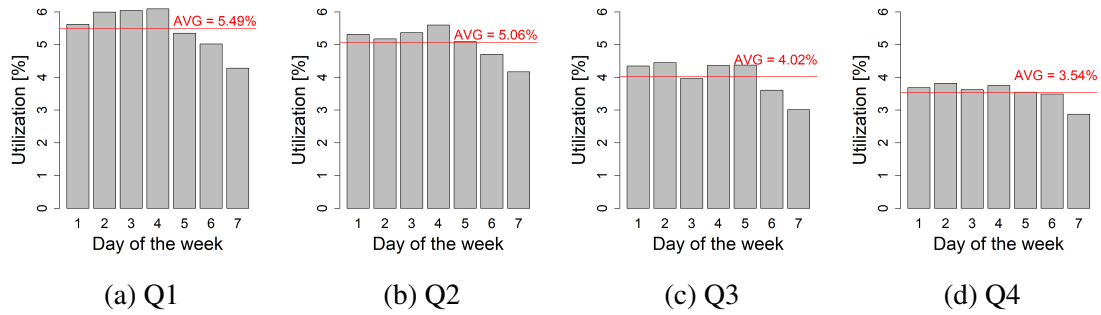 Utilization [%]
0 1 2 3 4 5 6
AVG = 5.49%
1 2 3 4 5 6 7
Day of the week
(a) Q1
Utilization [%]
0 1 2 3 4 5 6
AVG = 5.06%
1 2 3 4 5 6 7
Day of the week
(b) Q2
Utilization [%]
0 1 2 3 4 5 6
AVG = 4.02%
1 2 3 4 5 6 7
Day of the week
(c) Q3
Utilization [%]
0 1 2 3 4 5 6
AVG = 3.54%
1 2 3 4 5 6 7
Day of the week
(d) Q4